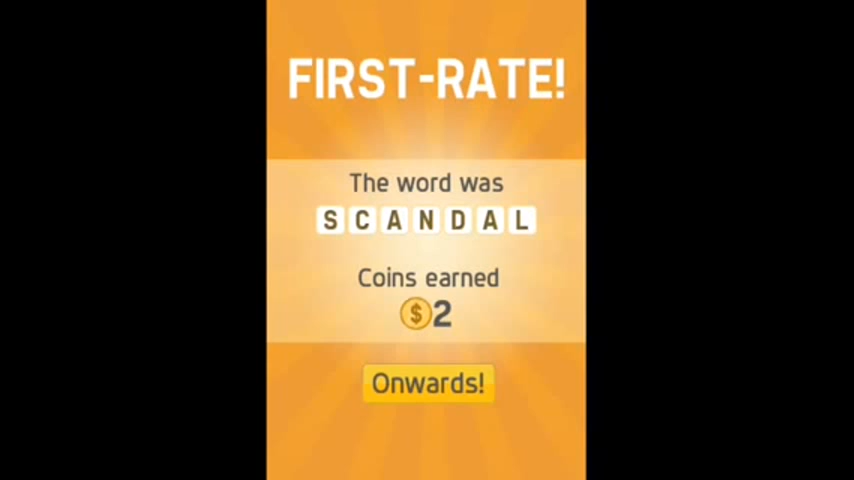 FIRST-RATE!
The word was
SCANDAL
Coins earned
$2
Onwards!